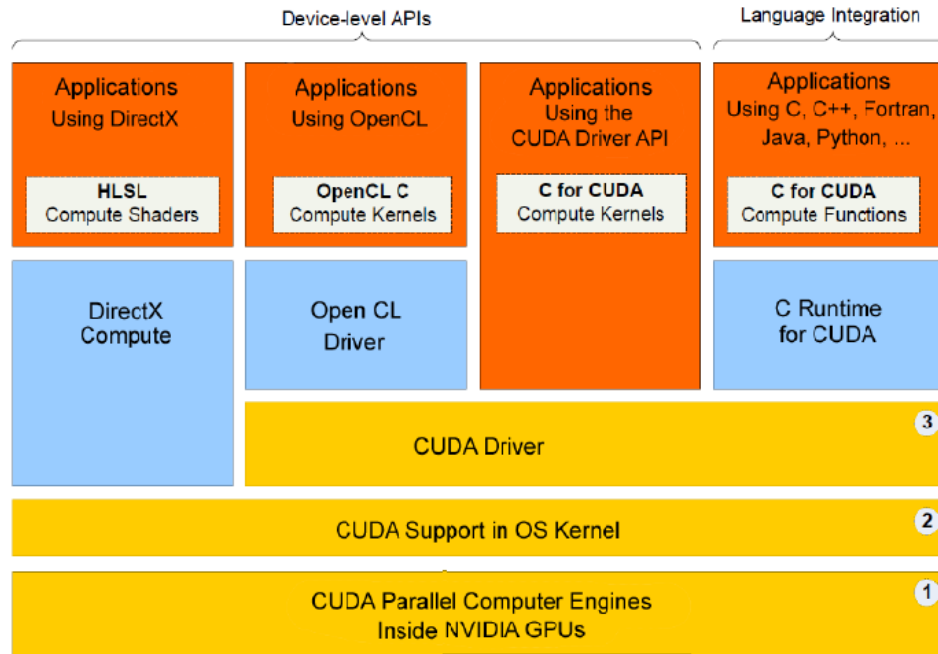 Device-level APIs
Language Integration
Applications
Using DirectX
HLSL
Compute Shaders
Applications
Using OpenCL
OpenCL C
Compute Kernels
Applications
Using the
CUDA Driver API
C for CUDA
Compute Kernels
Applications
Using C, C++, Fortran,
Java, Python, ...
C for CUDA
Compute Functions
DirectX
Compute
Open CL
Driver
C Runtime
for CUDA
CUDA Driver
3
CUDA Support in OS Kernel
2
CUDA Parallel Computer Engines
Inside NVIDIA GPUs
1